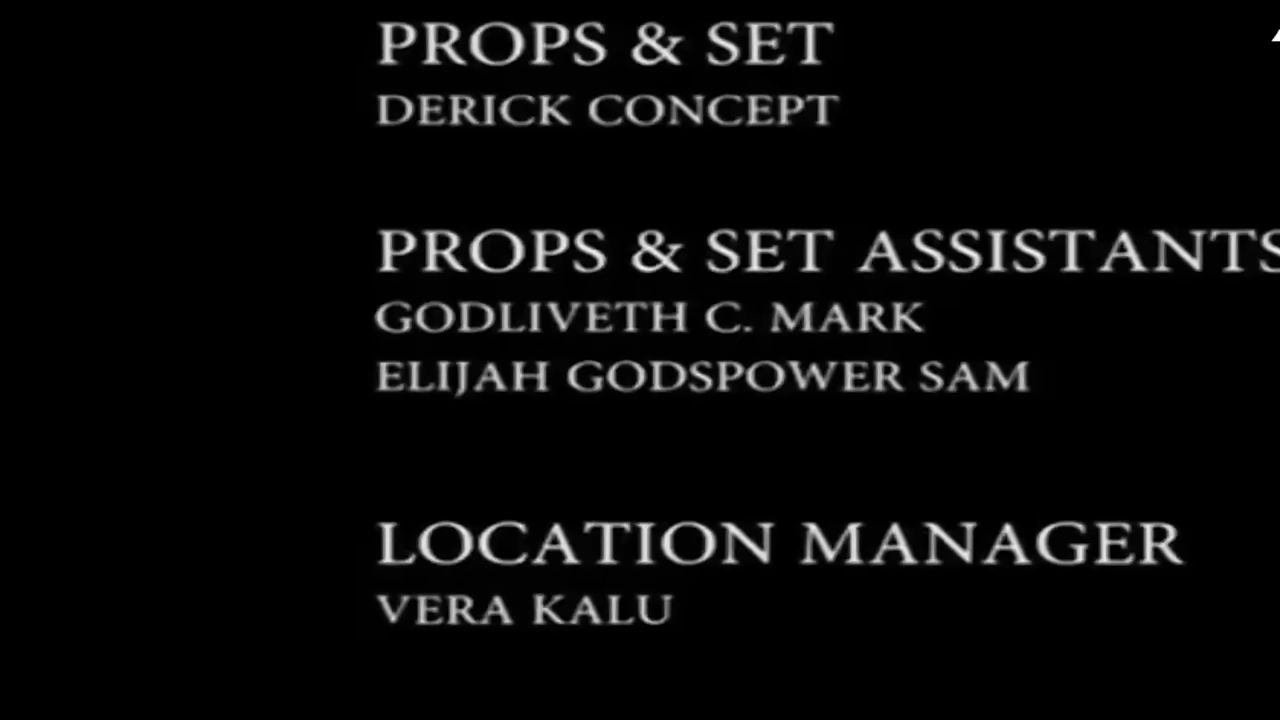 PROPS & SET
DERICK CONCEPT
PROPS & SET ASSISTANTS
GODLIVETH C. MARK
ELIJAH GODSPOWER SAM
LOCATION MANAGER
VERA KALU